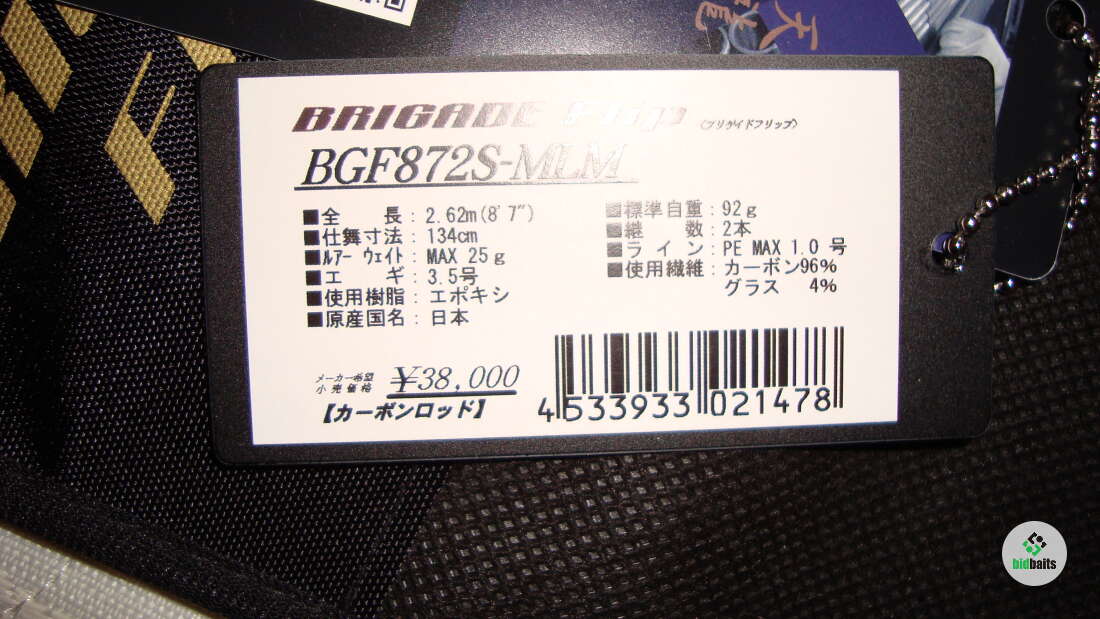 天龍
BRIGADE Flip 〈ブリゲイドフリップ〉
BGF872S-MLM
■全　長：2.62m(8'7")
■仕舞寸法：134cm
■ルアーウェイト：MAX 25g
■エ　ギ：3.5号
■使用樹脂：エポキシ
■原産国名：日本
■標準自重：92g
■継　数：2本
■ライン：PE MAX 1.0 号
■使用繊維：カーボン96%
グラス 4%
メーカー希望
小売価格 ¥38,000
【カーボンロッド】
4533933021478
bidbaits